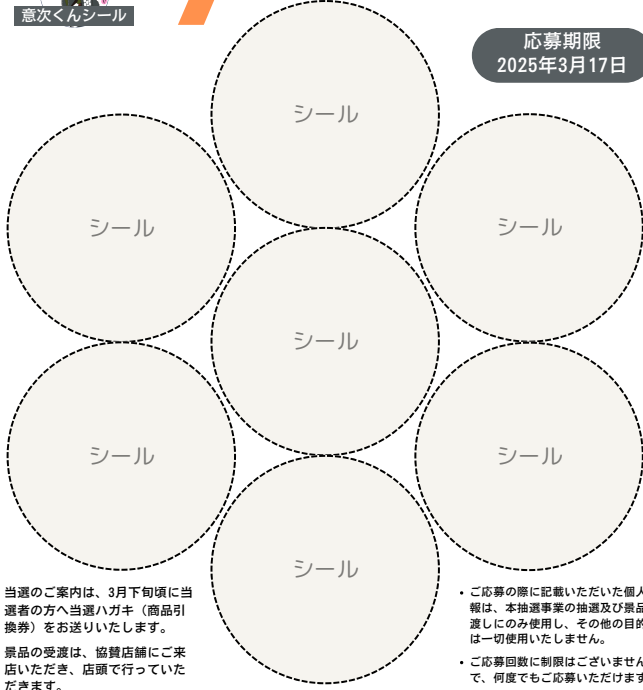 意次くんシール
応募期限
2025年3月17日
シール
シール
シール
シール
シール
シール
シール
当選のご案内は、3月下旬頃に当
選者の方へ当選ハガキ（商品引
換券）をお送りいたします。
景品の受渡は、協賛店舗にご来
店いただき、店頭で行っていた
だきます。
・ご応募の際に記載いただいた個人
報は、本抽選事業の抽選及び景品
渡しにのみ使用し、その他の目的
は一切使用いたしません。
・ご応募回数に制限はございません
で、何度でもご応募いただけます